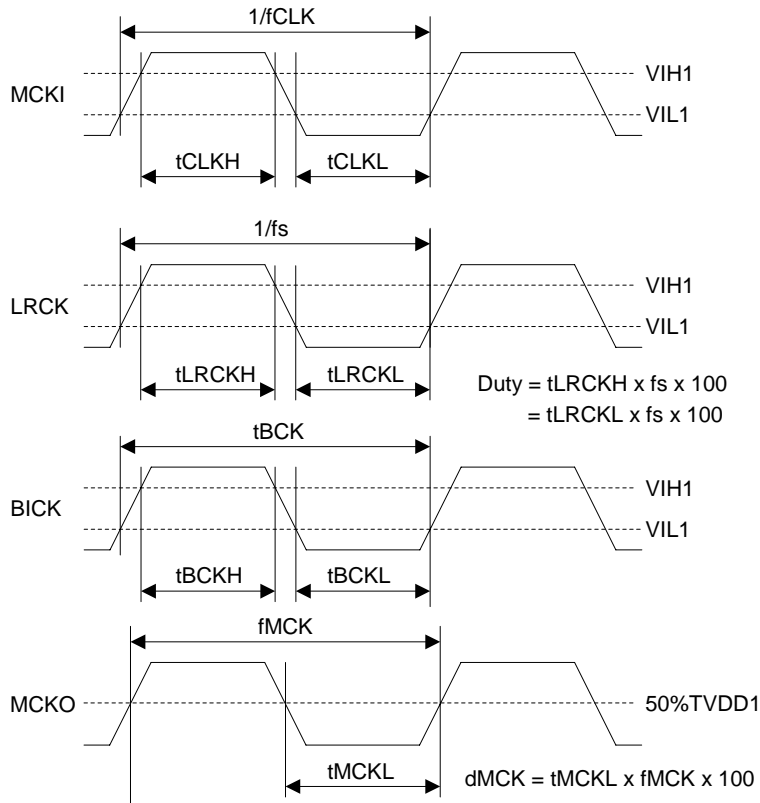 1/fCLK
VIH1
MCKI
VIL1
tCLKH
tCLKL
1/fs
VIH1
LRCK
VIL1
tLRCKH
tLRCKL
Duty = tLRCKH x fs x 100
= tLRCKL x fs x 100
tBCK
VIH1
BICK
VIL1
tBCKH
tBCKL
fMCK
MCKO
50%TVDD1
tMCKL
dMCK = tMCKL x fMCK x 100